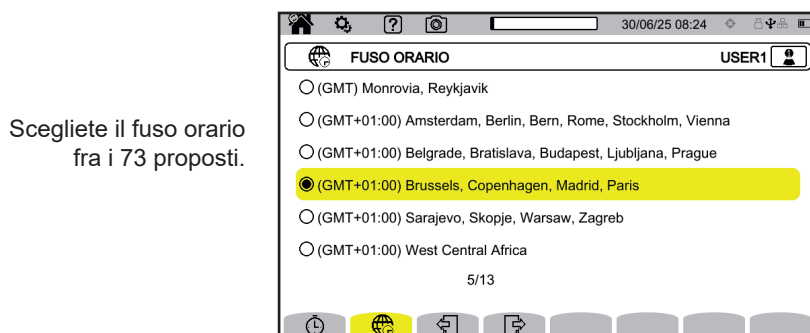 Scegliete il fuso orario
fra i 73 proposti.
?
30/06/25 08:24
FUSO ORARIO
USER1
(GMT) Monrovia, Reykjavik
(GMT+01:00) Amsterdam, Berlin, Bern, Rome, Stockholm, Vienna
(GMT+01:00) Belgrade, Bratislava, Budapest, Ljubljana, Prague
(GMT+01:00) Brussels, Copenhagen, Madrid, Paris
(GMT+01:00) Sarajevo, Skopje, Warsaw, Zagreb
(GMT+01:00) West Central Africa
5/13